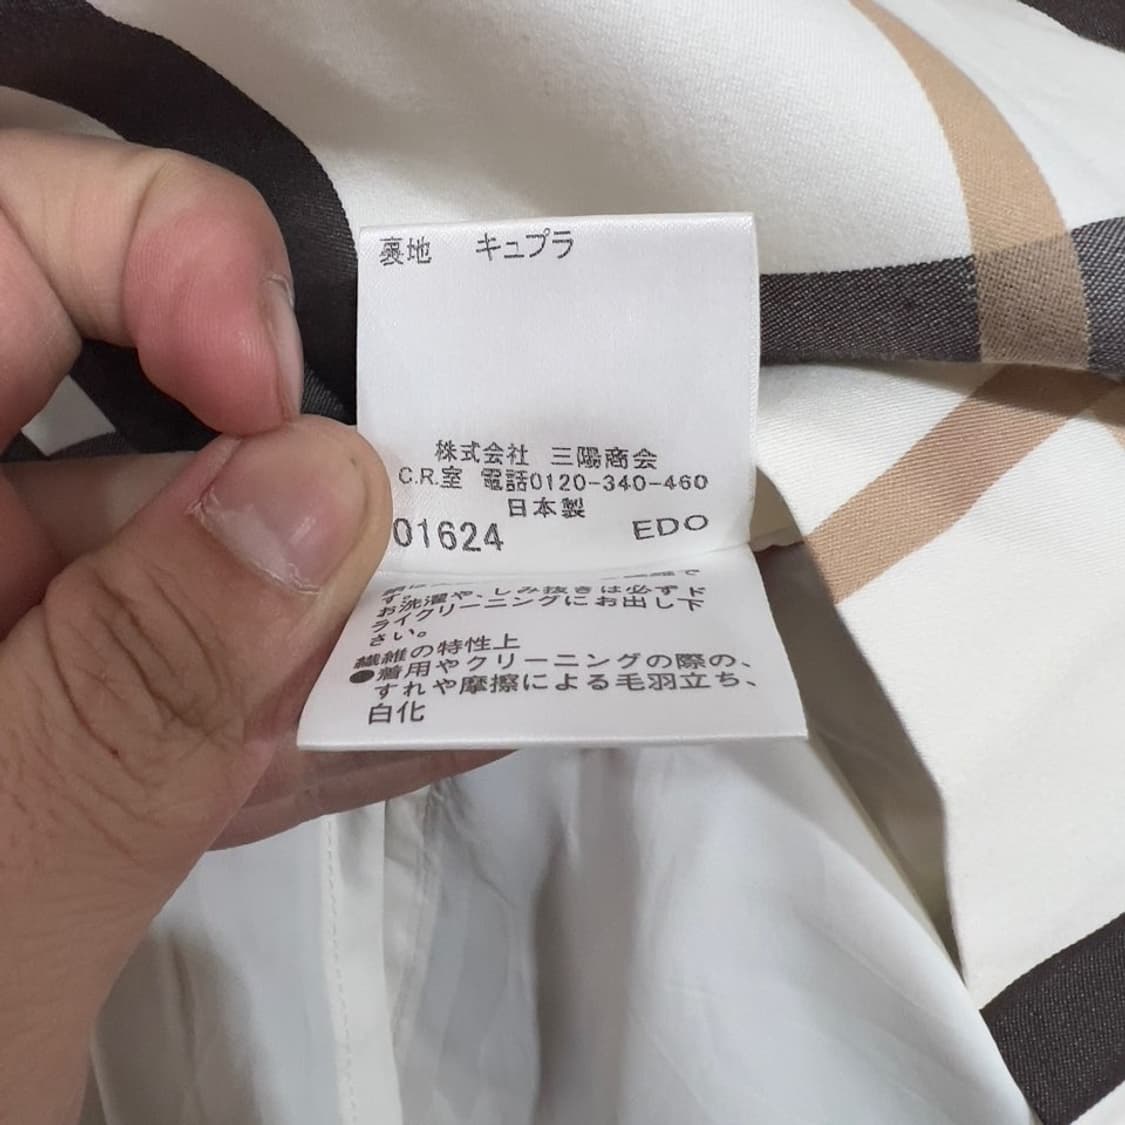 裏地 キュプラ
株式会社 三陽商会
C.R.室 電話0120-340-460
日本製
01624 EDO
す。
お洗濯や、しみ抜きは必ずド
ライクリーニングにお出し下
さい。
繊維の特性上
●着用やクリーニングの際の、
すれや摩擦による毛羽立ち、
白化